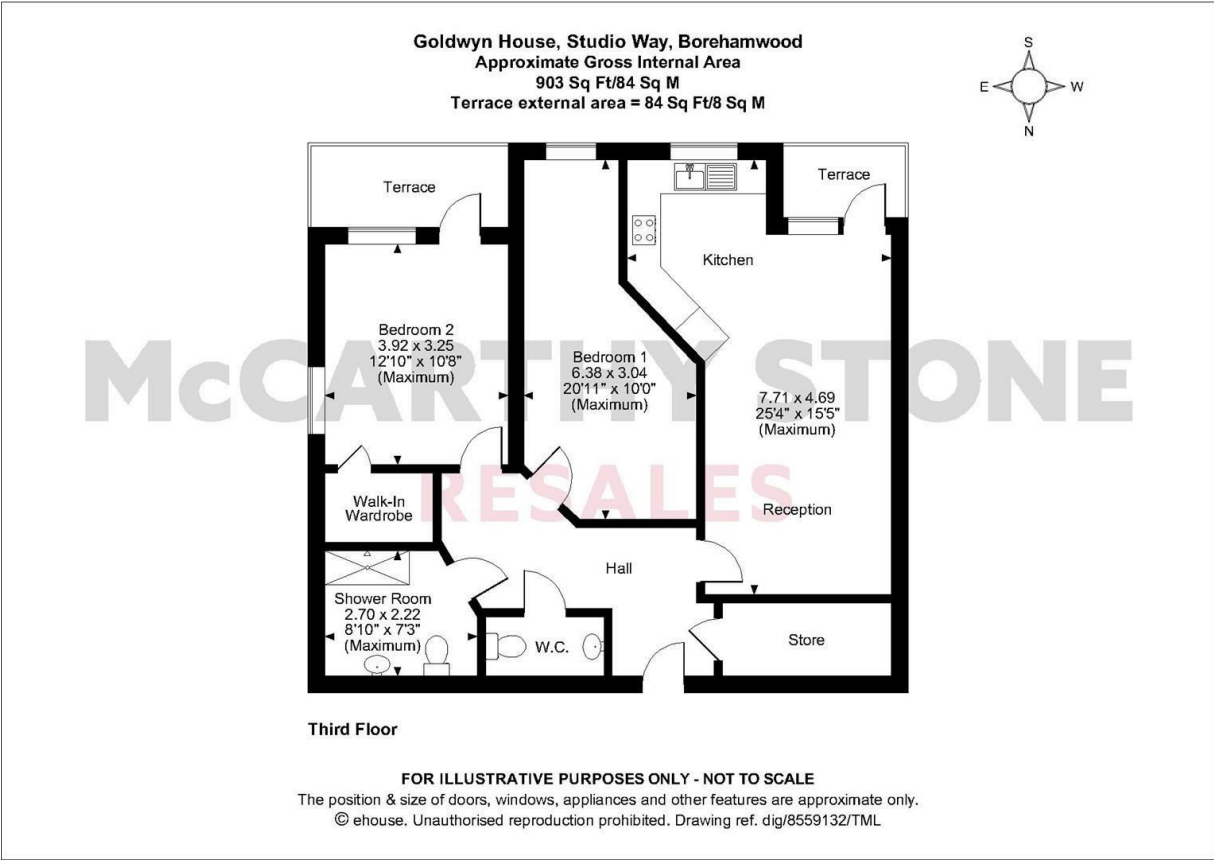 Goldwyn House, Studio Way, Borehamwood
Approximate Gross Internal Area
903 Sq Ft/84 Sq M
Terrace external area = 84 Sq Ft/8 Sq M
S
E
W
N
Terrace
Terrace
Kitchen
Bedroom 2
3.92 x 3.25
12'10" x 10'8"
(Maximum)
Bedroom 1
6.38 x 3.04
20'11" x 10'0"
(Maximum)
7.71 x 4.69
25'4" x 15'5"
(Maximum)
McCARTHY STONE
RESALES
Walk-In
Wardrobe
Reception
Hall
Shower Room
2.70 x 2.22
8'10" x 7'3"
(Maximum)
W.C.
Store
Third Floor
FOR ILLUSTRATIVE PURPOSES ONLY - NOT TO SCALE
The position & size of doors, windows, appliances and other features are approximate only.
© ehouse. Unauthorised reproduction prohibited. Drawing ref. dig/8559132/TML